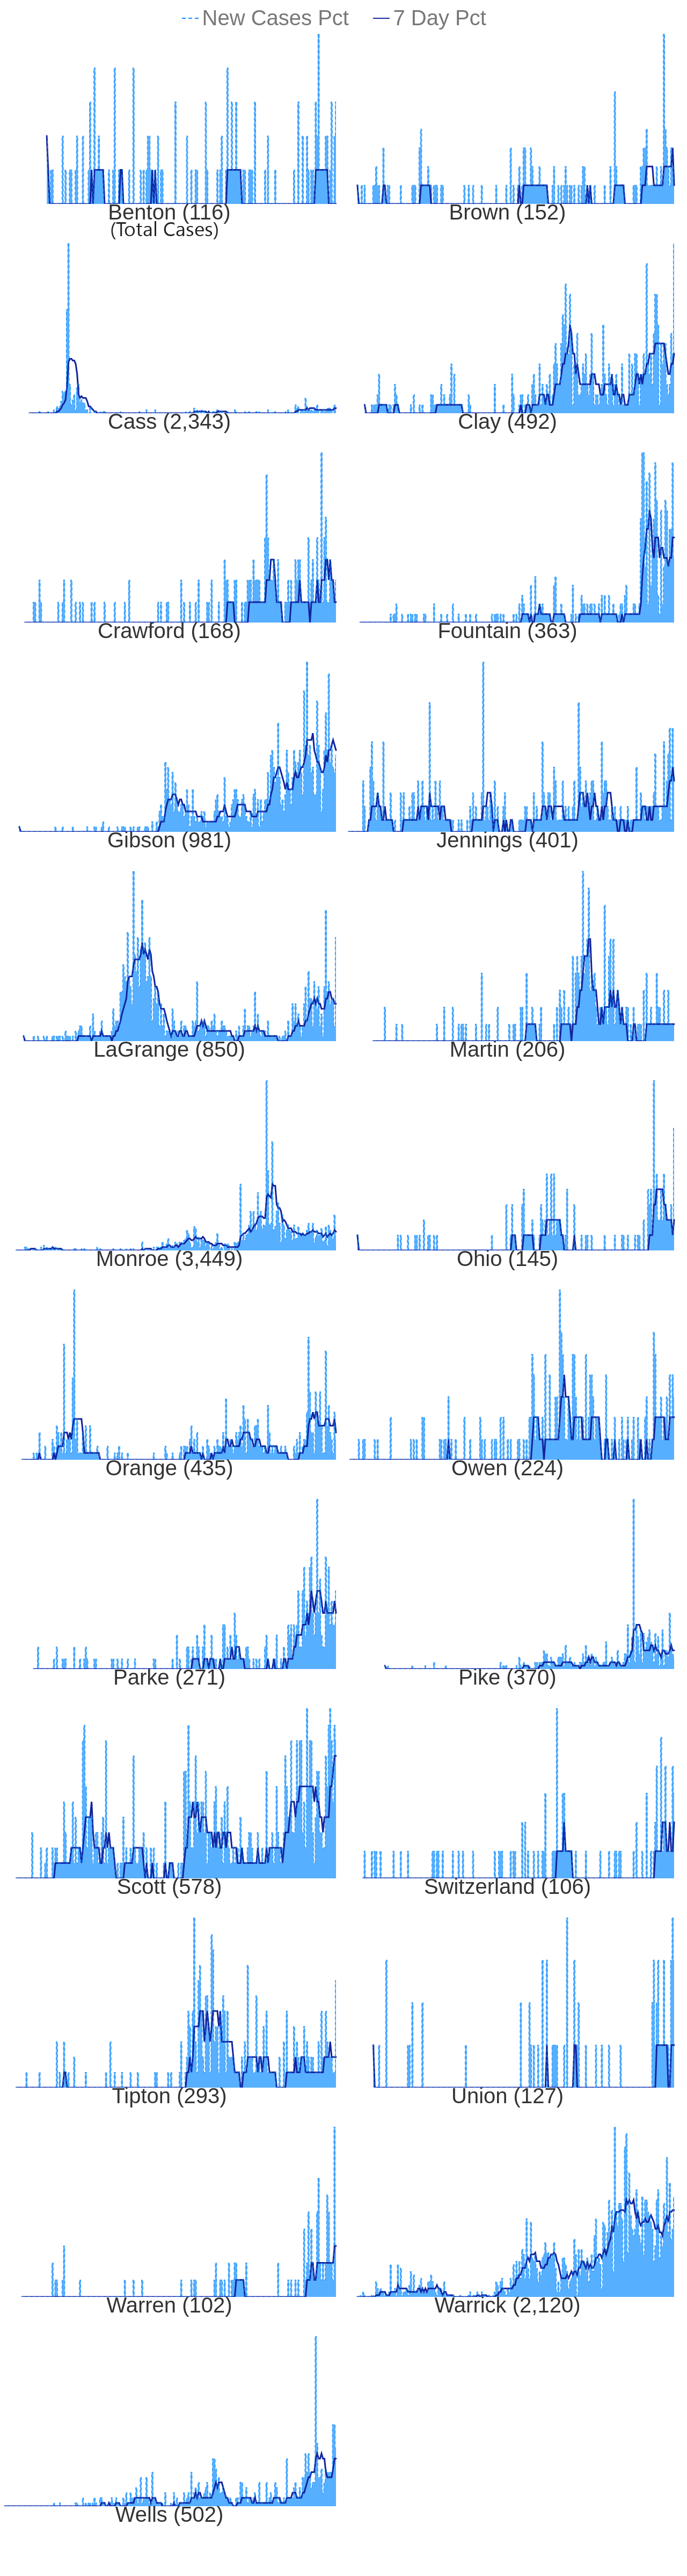 New Cases Pct 7 Day Pct
Benton (116) Brown (152)
(Total Cases)
Cass (2,343) Clay (492)
Crawford (168) Fountain (363)
Gibson (981) Jennings (401)
LaGrange (850) Martin (206)
Monroe (3,449) Ohio (145)
Orange (435) Owen (224)
Parke (271) Pike (370)
Scott (578) Switzerland (106)
Tipton (293) Union (127)
Warren (102) Warrick (2,120)
Wells (502)